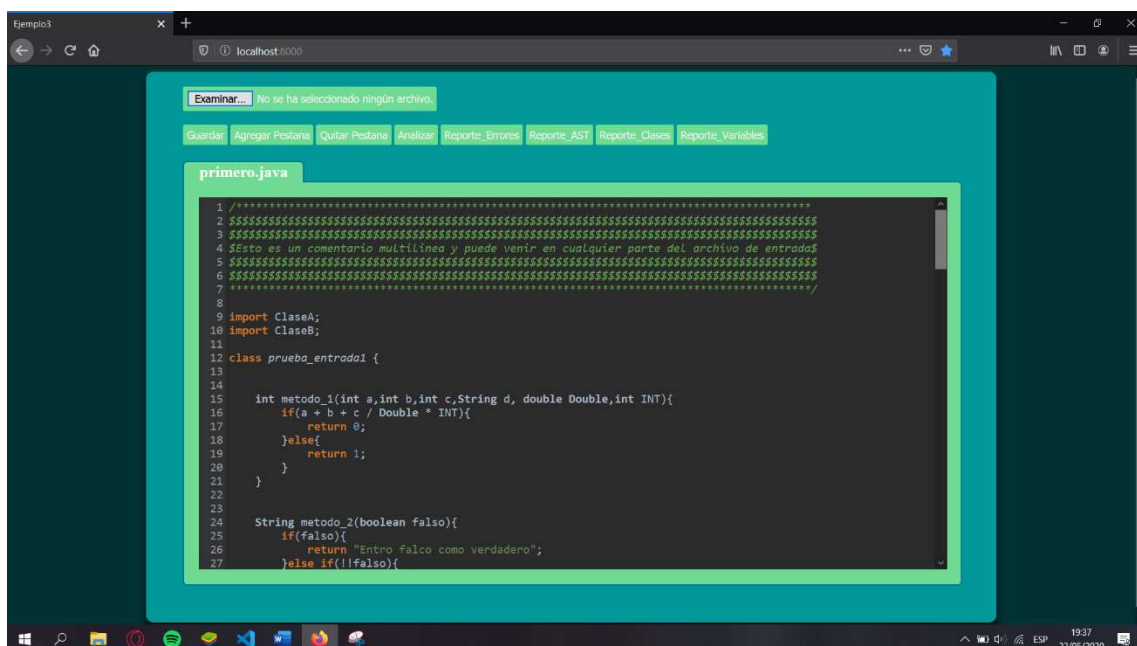 Ejemplo3
localhost:8000
Examinar... No se ha seleccionado ningún archivo.
Guardar Agregar Pestana Quitar Pestana Analizar Reporte_Errores Reporte_AST Reporte_Clases Reporte_Variables
primero.java
1 /****************************************************************************************
2 $$$$$$$$$$$$$$$$$$$$$$$$$$$$$$$$$$$$$$$$$$$$$$$$$$$$$$$$$$$$$$$$$$$$$$$$$$$$$$$$$$$$$$$$$$
3 $$$$$$$$$$$$$$$$$$$$$$$$$$$$$$$$$$$$$$$$$$$$$$$$$$$$$$$$$$$$$$$$$$$$$$$$$$$$$$$$$$$$$$$$$$
4 $Esto es un comentario multilinea y puede venir en cualquier parte del archivo de entrada$
5 $$$$$$$$$$$$$$$$$$$$$$$$$$$$$$$$$$$$$$$$$$$$$$$$$$$$$$$$$$$$$$$$$$$$$$$$$$$$$$$$$$$$$$$$$$
6 $$$$$$$$$$$$$$$$$$$$$$$$$$$$$$$$$$$$$$$$$$$$$$$$$$$$$$$$$$$$$$$$$$$$$$$$$$$$$$$$$$$$$$$$$$
7 *****************************************************************************************/
8
9 import ClaseA;
10 import ClaseB;
11
12 class prueba_entrada1 {
13
14
15     int metodo_1(int a,int b,int c,String d, double Double,int INT){
16         if(a + b + c / Double * INT){
17             return 0;
18         }else{
19             return 1;
20         }
21     }
22
23
24     String metodo_2(boolean falso){
25         if(falso){
26             return "Entro falco como verdadero";
27         }else if(!!falso){
ESP
19:37